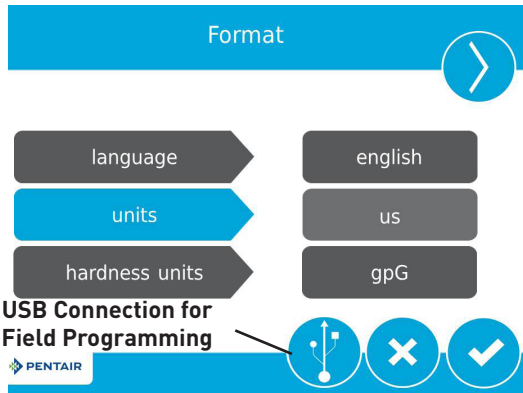 Format
language english
units us
hardness units gpG
USB Connection for
Field Programming
PENTAIR